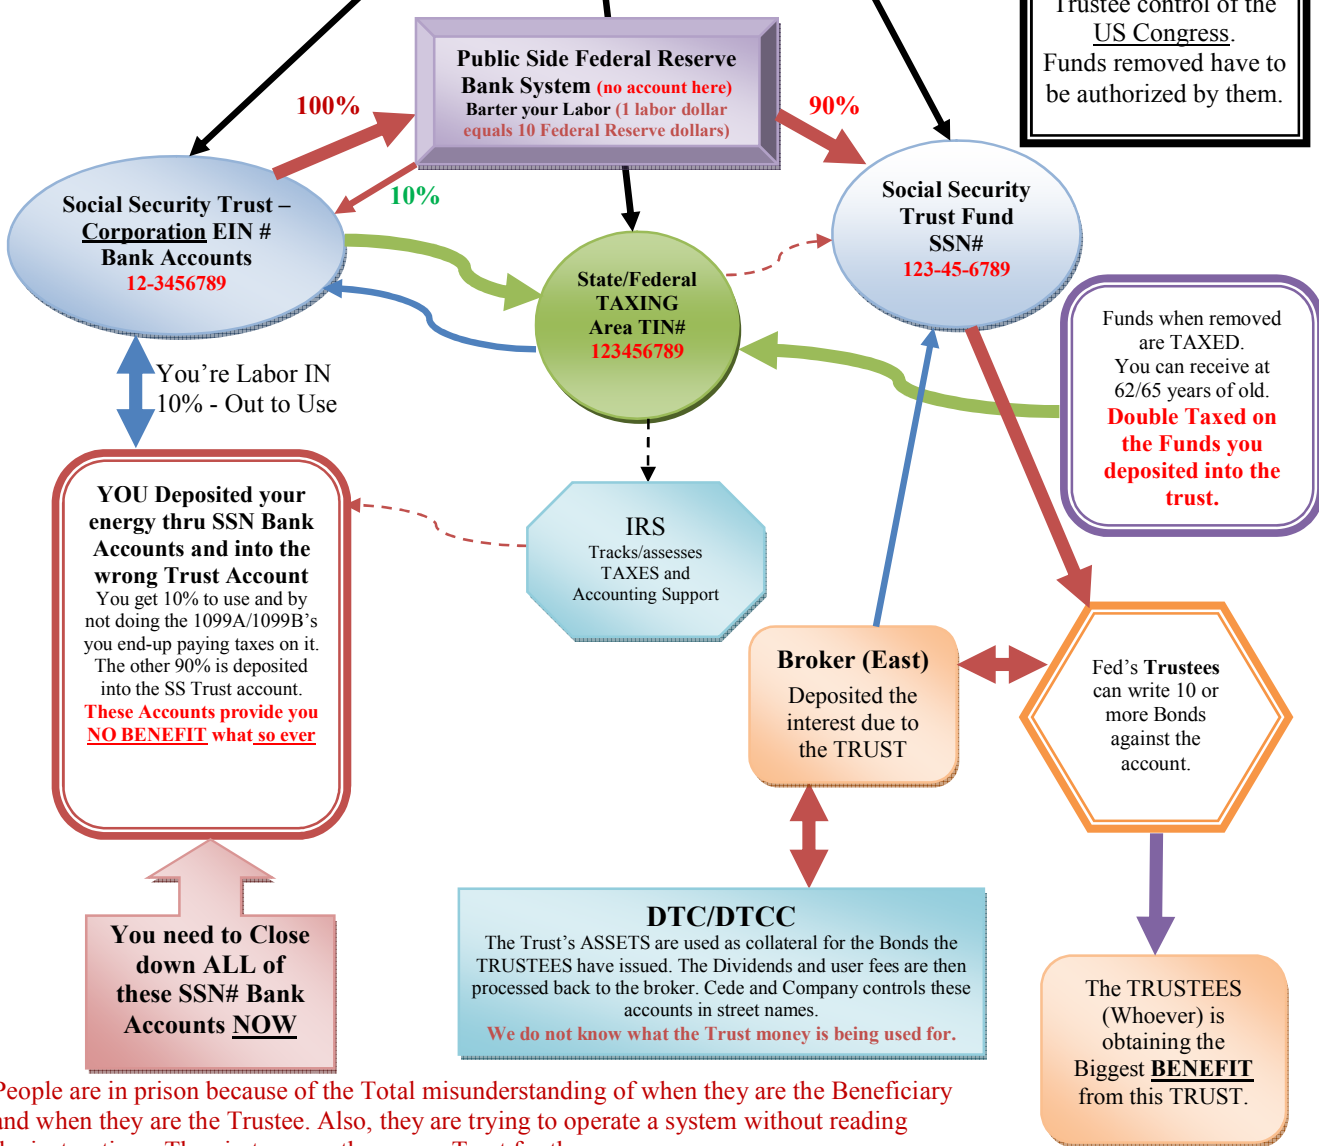 Trustee control of the
US Congress.
Funds removed have to
be authorized by them.
Public Side Federal Reserve
Bank System (no account here)
Barter your Labor (1 labor dollar
equals 10 Federal Reserve dollars)
100%
90%
10%
Social Security Trust –
Corporation EIN #
Bank Accounts
12-3456789
Social Security
Trust Fund
SSN#
123-45-6789
State/Federal
TAXING
Area TIN#
123456789
Funds when removed
are TAXED.
You can receive at
62/65 years of old.
Double Taxed on
the Funds you
deposited into the
trust.
You're Labor IN
10% - Out to Use
YOU Deposited your
energy thru SSN Bank
Accounts and into the
wrong Trust Account
You get 10% to use and by
not doing the 1099A/1099B's
you end-up paying taxes on it.
The other 90% is deposited
into the SS Trust account.
These Accounts provide you
NO BENEFIT what so ever
IRS
Tracks/assesses
TAXES and
Accounting Support
Broker (East)
Deposited the
interest due to
the TRUST
Fed's Trustees
can write 10 or
more Bonds
against the
account.
You need to Close
down ALL of
these SSN# Bank
Accounts NOW
DTC/DTCC
The Trust's ASSETS are used as collateral for the Bonds the
TRUSTEES have issued. The Dividends and user fees are then
processed back to the broker. Cede and Company controls these
accounts in street names.
We do not know what the Trust money is being used for.
The TRUSTEES
(Whoever) is
obtaining the
Biggest BENEFIT
from this TRUST.
People are in prison because of the Total misunderstanding of when they are the Beneficiary
and when they are the Trustee. Also, they are trying to operate a system without reading